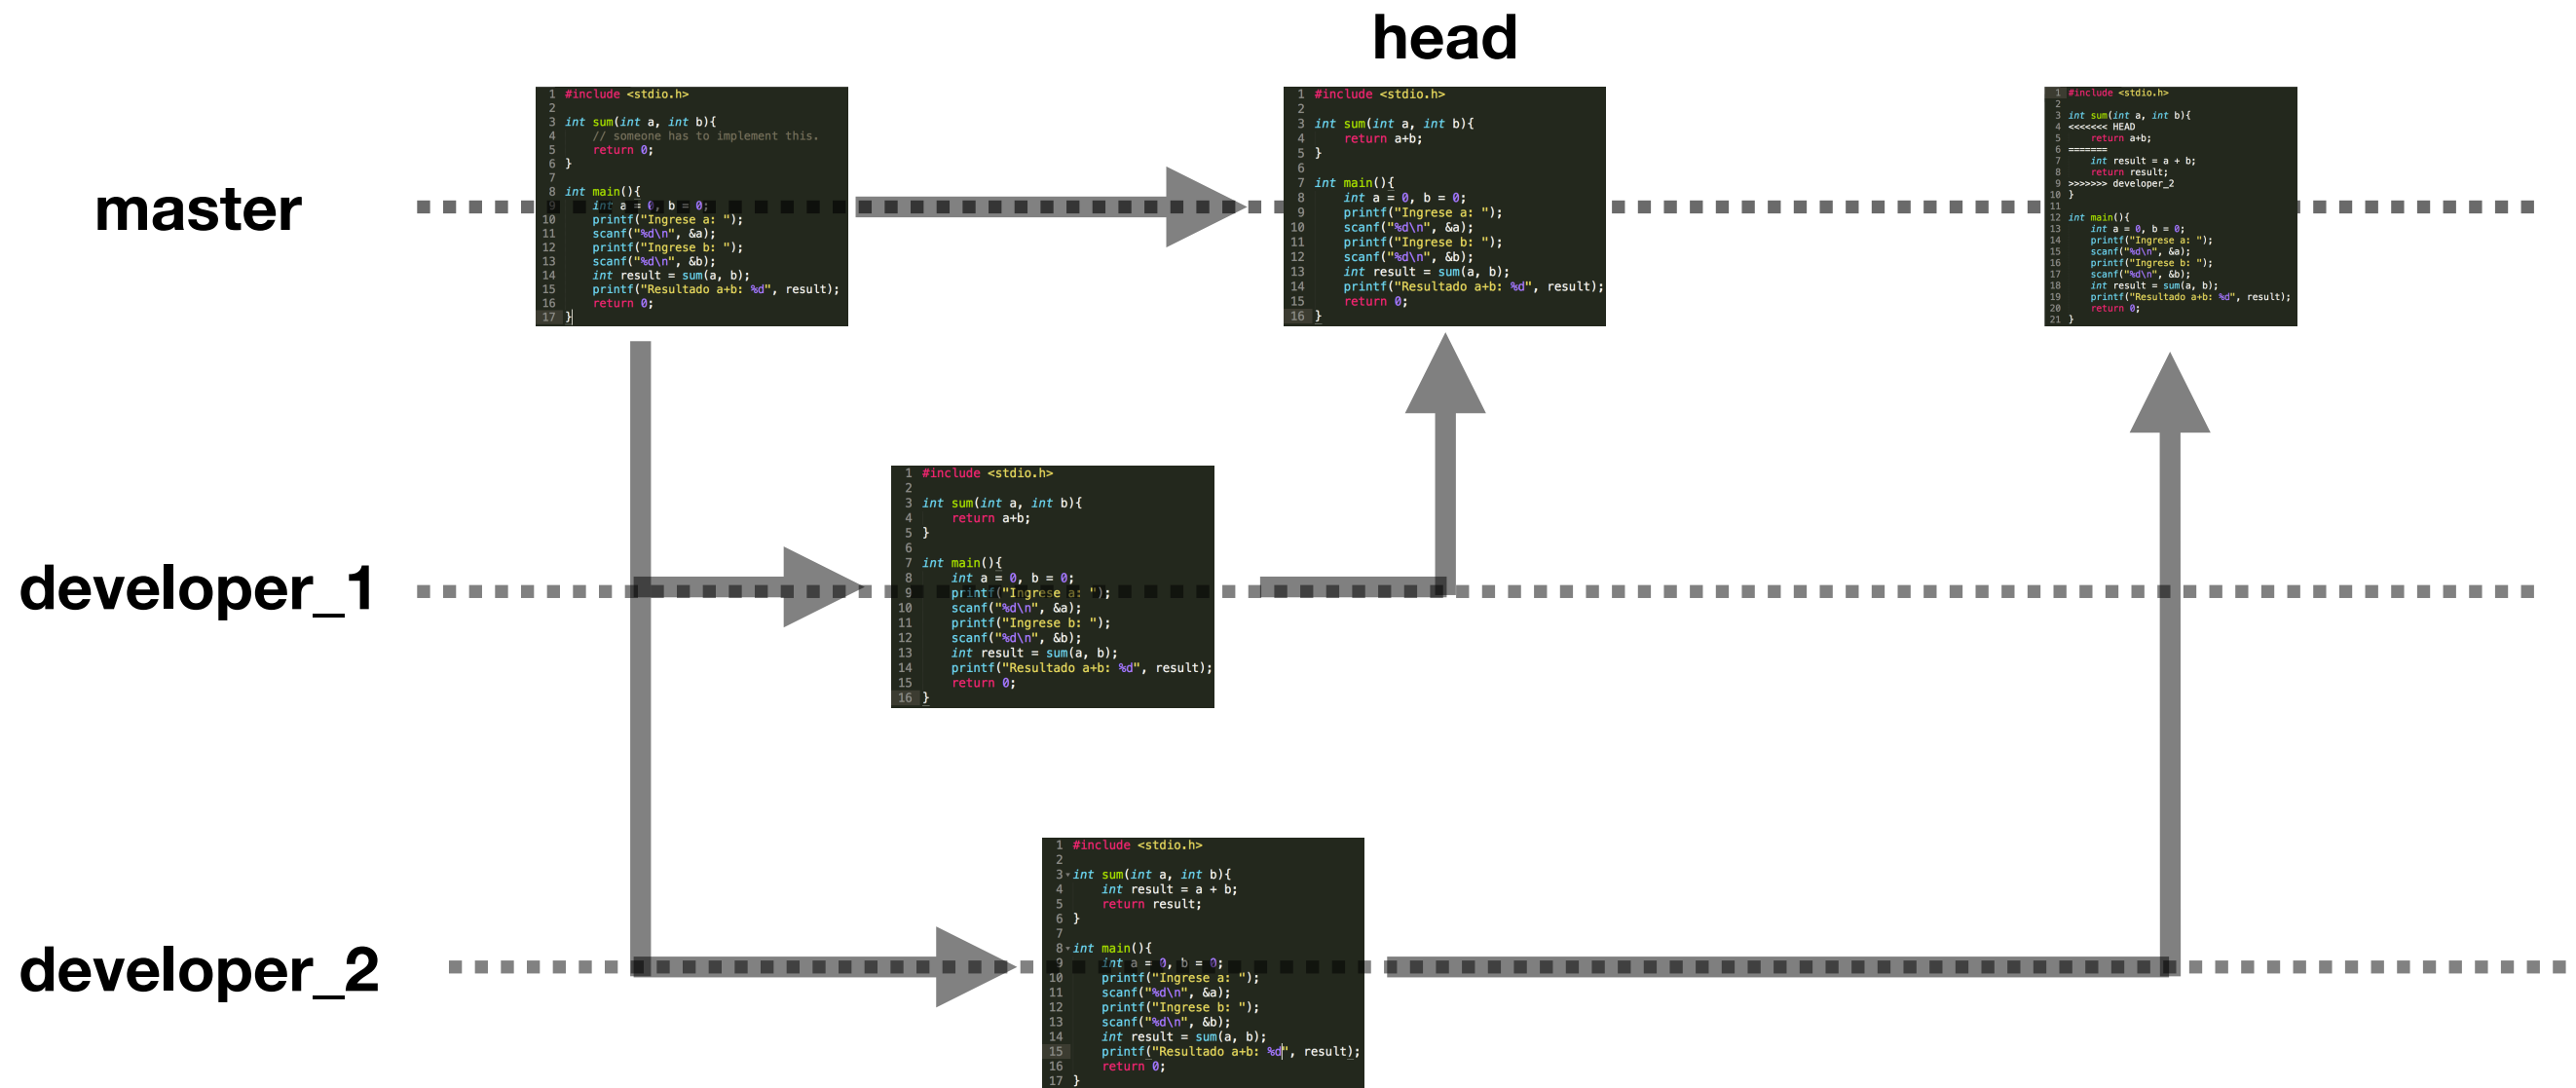 head
1 #include <stdio.h>
2
3 int sum(int a, int b){
4 // someone has to implement this.
5 return 0;
6 }
7
8 int main(){
9 int a = 0, b = 0;
10 printf("Ingrese a: ");
11 scanf("%d\n", &a);
12 printf("Ingrese b: ");
13 scanf("%d\n", &b);
14 int result = sum(a, b);
15 printf("Resultado a+b: %d", result);
16 return 0;
17 }
1 #include <stdio.h>
2
3 int sum(int a, int b){
4 return a+b;
5 }
6
7 int main(){
8 int a = 0, b = 0;
9 printf("Ingrese a: ");
10 scanf("%d\n", &a);
11 printf("Ingrese b: ");
12 scanf("%d\n", &b);
13 int result = sum(a, b);
14 printf("Resultado a+b: %d", result);
15 return 0;
16 }
1 #include <stdio.h>
2
3 int sum(int a, int b){
4 <<<<<<< HEAD
5 return a+b;
6 =======
7 int result = a + b;
8 return result;
9 >>>>>>> developer_2
10 }
11
12 int main(){
13 int a = 0, b = 0;
14 printf("Ingrese a: ");
15 scanf("%d\n", &a);
16 printf("Ingrese b: ");
17 scanf("%d\n", &b);
18 int result = sum(a, b);
19 printf("Resultado a+b: %d", result);
20 return 0;
21 }
master
1 #include <stdio.h>
2
3 int sum(int a, int b){
4 return a+b;
5 }
6
7 int main(){
8 int a = 0, b = 0;
9 printf("Ingrese a: ");
10 scanf("%d\n", &a);
11 printf("Ingrese b: ");
12 scanf("%d\n", &b);
13 int result = sum(a, b);
14 printf("Resultado a+b: %d", result);
15 return 0;
16 }
developer_1
1 #include <stdio.h>
2
3 int sum(int a, int b){
4 int result = a + b;
5 return result;
6 }
7
8 int main(){
9 int a = 0, b = 0;
10 printf("Ingrese a: ");
11 scanf("%d\n", &a);
12 printf("Ingrese b: ");
13 scanf("%d\n", &b);
14 int result = sum(a, b);
15 printf("Resultado a+b: %d", result);
16 return 0;
17 }
developer_2